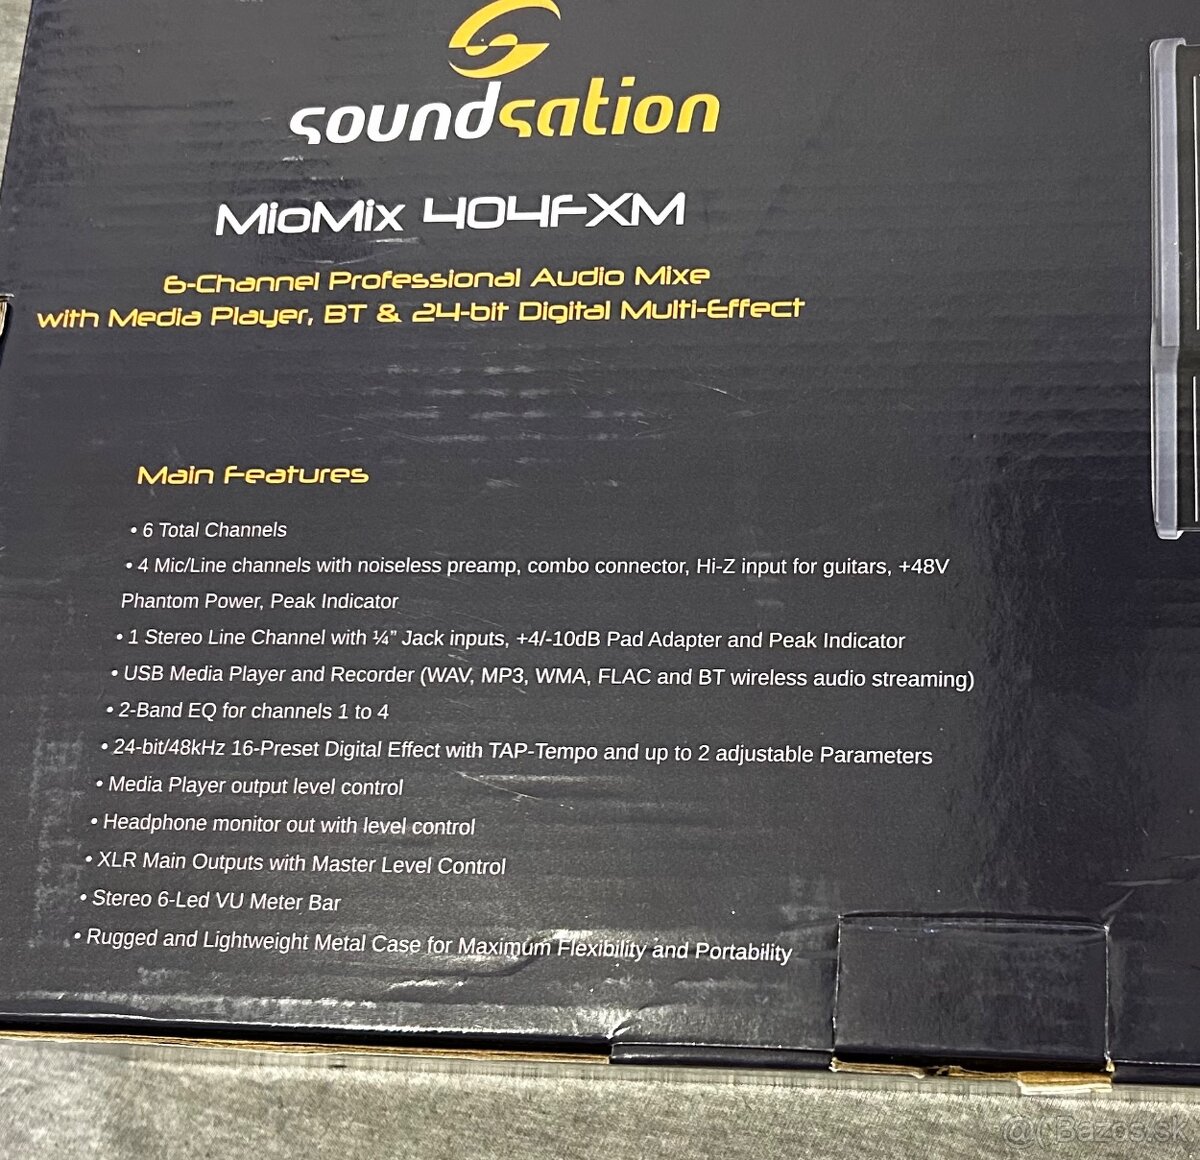 soundsation
MioMix 404FXM
6-Channel Professional Audio Mixe
with Media Player, BT & 24-bit Digital Multi-Effect
Main Features
• 6 Total Channels
• 4 Mic/Line channels with noiseless preamp, combo connector, Hi-Z input for guitars, +48V
Phantom Power, Peak Indicator
• 1 Stereo Line Channel with ¼” Jack inputs, +4/-10dB Pad Adapter and Peak Indicator
• USB Media Player and Recorder (WAV, MP3, WMA, FLAC and BT wireless audio streaming)
• 2-Band EQ for channels 1 to 4
• 24-bit/48kHz 16-Preset Digital Effect with TAP-Tempo and up to 2 adjustable Parameters
• Media Player output level control
• Headphone monitor out with level control
• XLR Main Outputs with Master Level Control
• Stereo 6-Led VU Meter Bar
• Rugged and Lightweight Metal Case for Maximum Flexibility and Portability
Bazos.sk